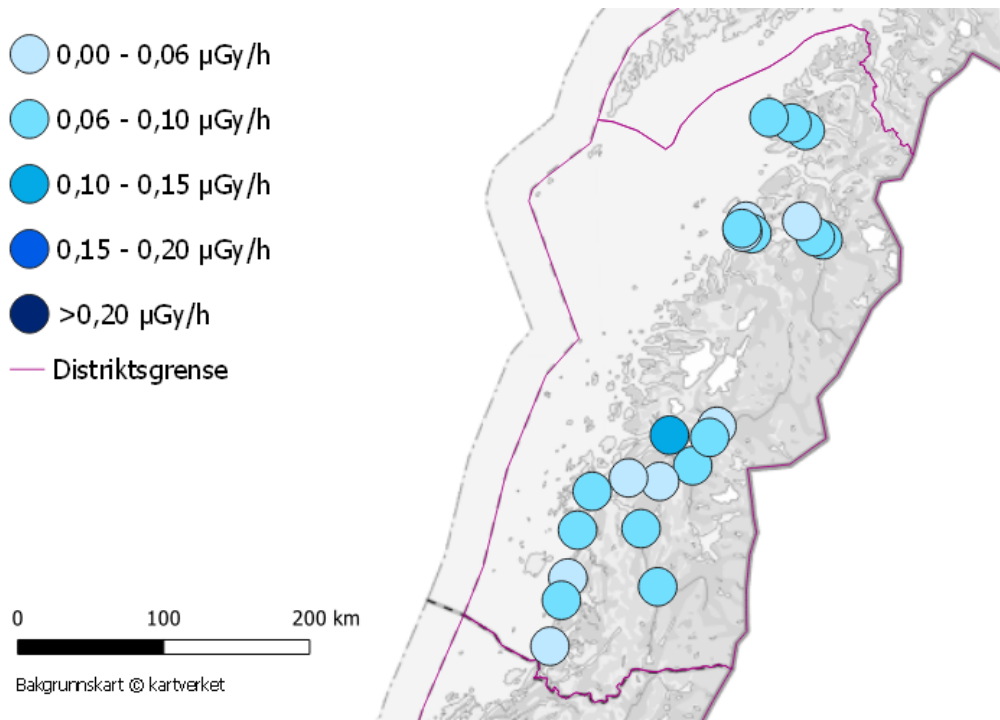 0,00 - 0,06 µGy/h
0,06 - 0,10 µGy/h
0,10 - 0,15 µGy/h
0,15 - 0,20 µGy/h
>0,20 µGy/h
Distriktsgrense
0 100 200 km
Bakgrunnskart © kartverket